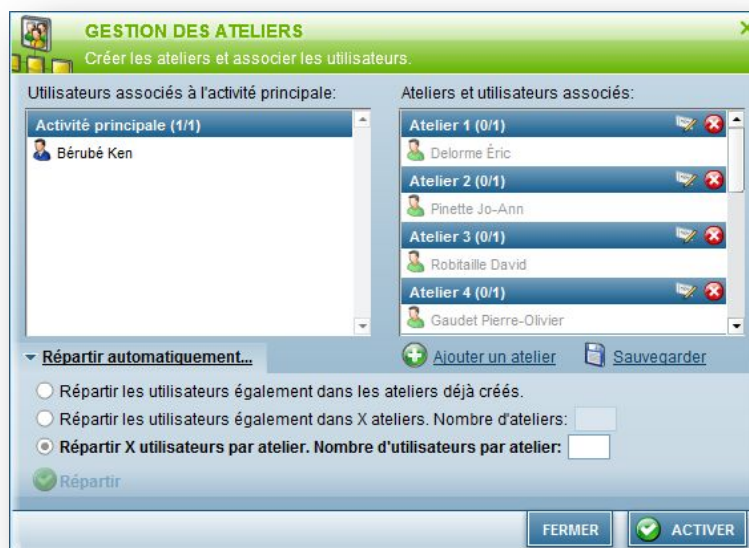 GESTION DES ATELIERS
Créer les ateliers et associer les utilisateurs.
Utilisateurs associés à l'activité principale:
Activité principale (1/1)
Bérubé Ken
Ateliers et utilisateurs associés:
Atelier 1 (0/1)
Delorme Éric
Atelier 2 (0/1)
Pinette Jo-Ann
Atelier 3 (0/1)
Robitaille David
Atelier 4 (0/1)
Gaudet Pierre-Olivier
Répartir automatiquement...
Ajouter un atelier
Sauvegarder
Répartir les utilisateurs également dans les ateliers déjà créés.
Répartir les utilisateurs également dans X ateliers. Nombre d'ateliers:
Répartir X utilisateurs par atelier. Nombre d'utilisateurs par atelier:
Répartir
FERMER
ACTIVER